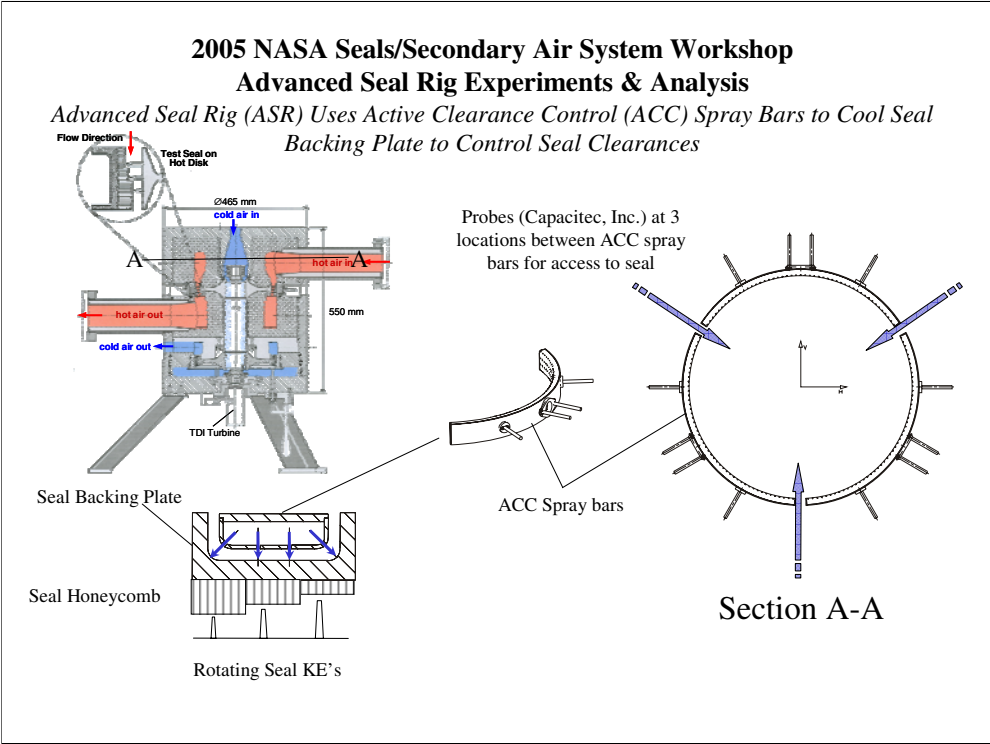 2005 NASA Seals/Secondary Air System Workshop
Advanced Seal Rig Experiments & Analysis
Advanced Seal Rig (ASR) Uses Active Clearance Control (ACC) Spray Bars to Cool Seal
Backing Plate to Control Seal Clearances
Flow Direction
Test Seal on
Hot Disk
Ø465 mm
cold air in
A
hot air in
A
hot air out
550 mm
cold air out
TDI Turbine
Probes (Capacitec, Inc.) at 3
locations between ACC spray
bars for access to seal
V
H
ACC Spray bars
Section A-A
Seal Backing Plate
Seal Honeycomb
Rotating Seal KE's